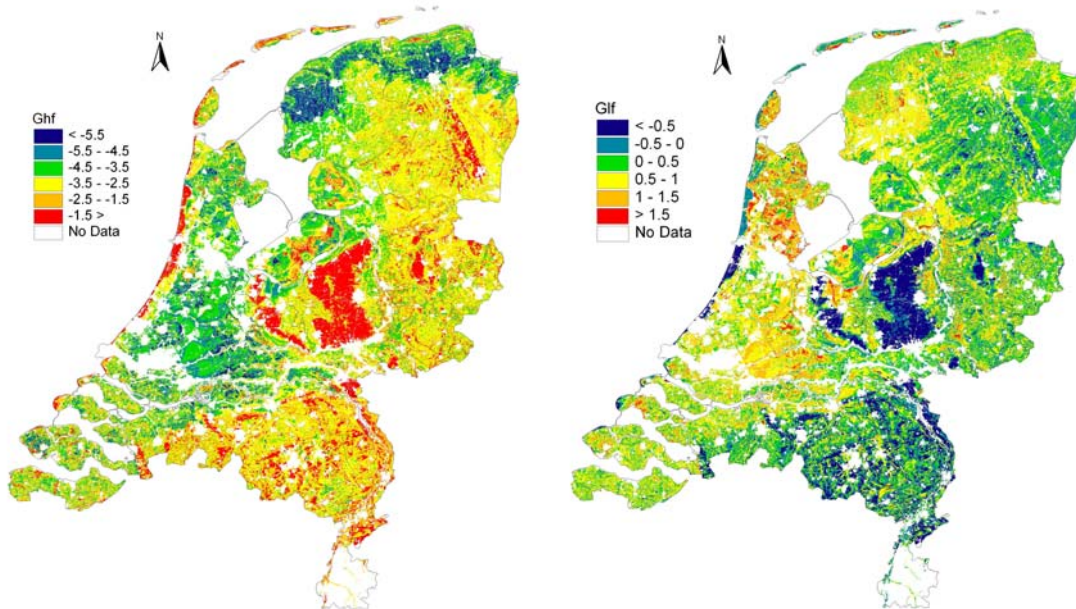 N
Ghf
< -5.5
-5.5 - -4.5
-4.5 - -3.5
-3.5 - -2.5
-2.5 - -1.5
-1.5 >
No Data
N
Glf
< -0.5
-0.5 - 0
0 - 0.5
0.5 - 1
1 - 1.5
> 1.5
No Data